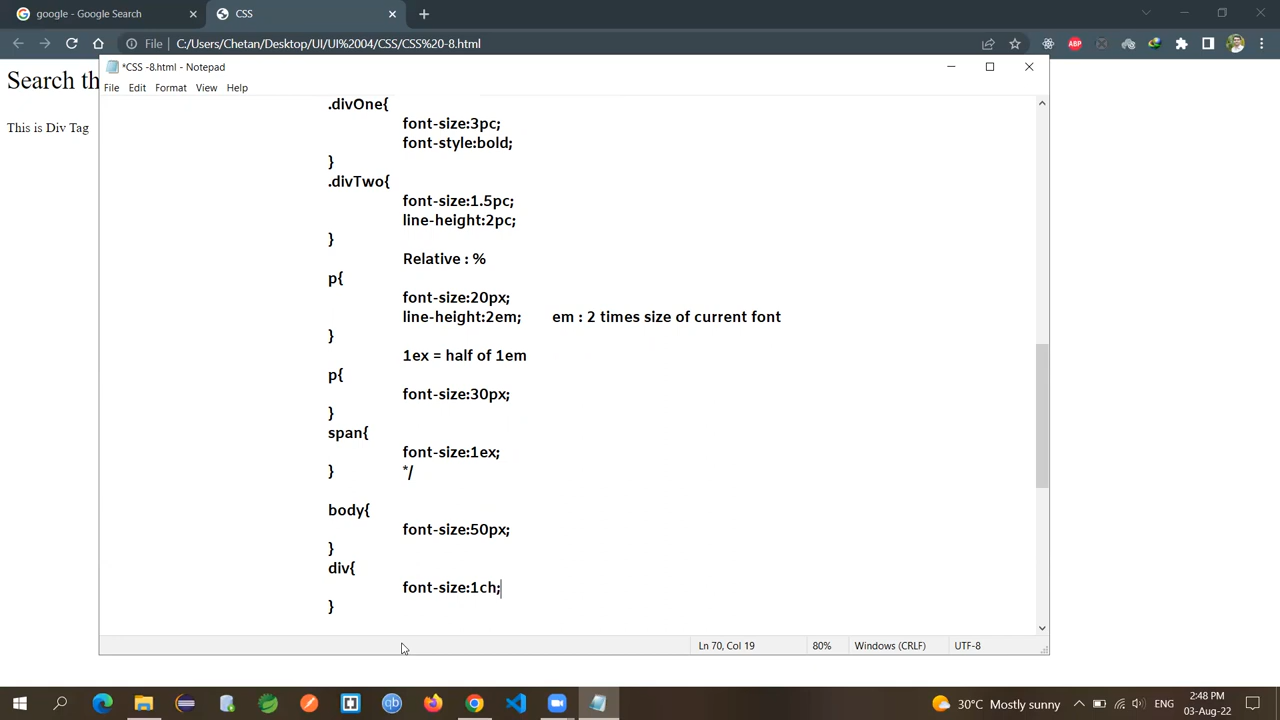 google - Google Search
CSS
File
C:/Users/Chetan/Desktop/UI/UI%2004/CSS/CSS%20-8.html
ABP
*CSS -8.html - Notepad
File Edit Format View Help
Search th
This is Div Tag
.divOne{
font-size:3pc;
font-style:bold;
}
.divTwo{
font-size:1.5pc;
line-height:2pc;
}
Relative : %
p{
font-size:20px;
line-height:2em; em : 2 times size of current font
}
1ex = half of 1em
p{
font-size:30px;
}
span{
font-size:1ex;
} */
body{
font-size:50px;
}
div{
font-size:1ch;
}
Ln 70, Col 19 80% Windows (CRLF) UTF-8
qb
30°C Mostly sunny
ENG
2:48 PM
03-Aug-22